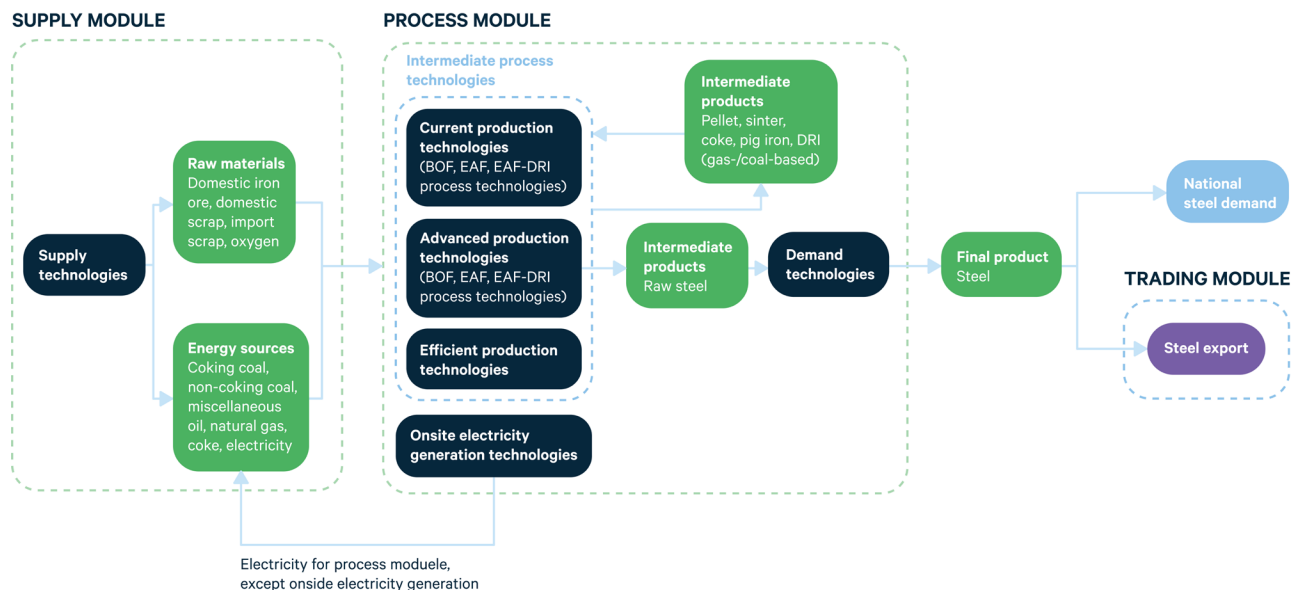 SUPPLY MODULE
PROCESS MODULE
Intermediate process
technologies
Intermediate
products
Pellet, sinter,
coke, pig iron, DRI
(gas-/coal-based)
Current production
technologies
(BOF, EAF, EAF-DRI
process technologies)
Raw materials
Domestic iron
ore, domestic
scrap, import
scrap, oxygen
National
steel demand
Supply
technologies
Advanced production
technologies
(BOF, EAF, EAF-DRI
process technologies)
Intermediate
products
Raw steel
Demand
technologies
Final product
Steel
TRADING MODULE
Steel export
Energy sources
Coking coal,
non-coking coal,
miscellaneous
oil, natural gas,
coke, electricity
Efficient production
technologies
Onsite electricity
generation technologies
Electricity for process moduele,
except onside electricity generation